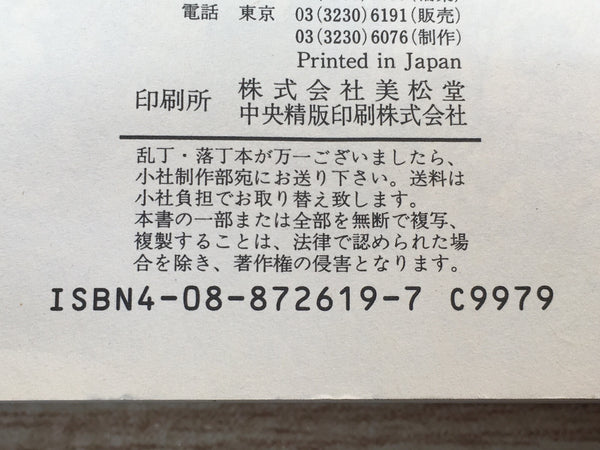 電話 東京 03(3230)6191(販売)
03(3230)6076(制作)
Printed in Japan
印刷所 株式会社美松堂
中央精版印刷株式会社
乱丁・落丁本が万一ございましたら、
小社制作部宛にお送り下さい。送料は
小社負担でお取り替え致します。
本書の一部または全部を無断で複写、
複製することは、法律で認められた場
合を除き、著作権の侵害となります。
ISBN4-08-872619-7 C9979